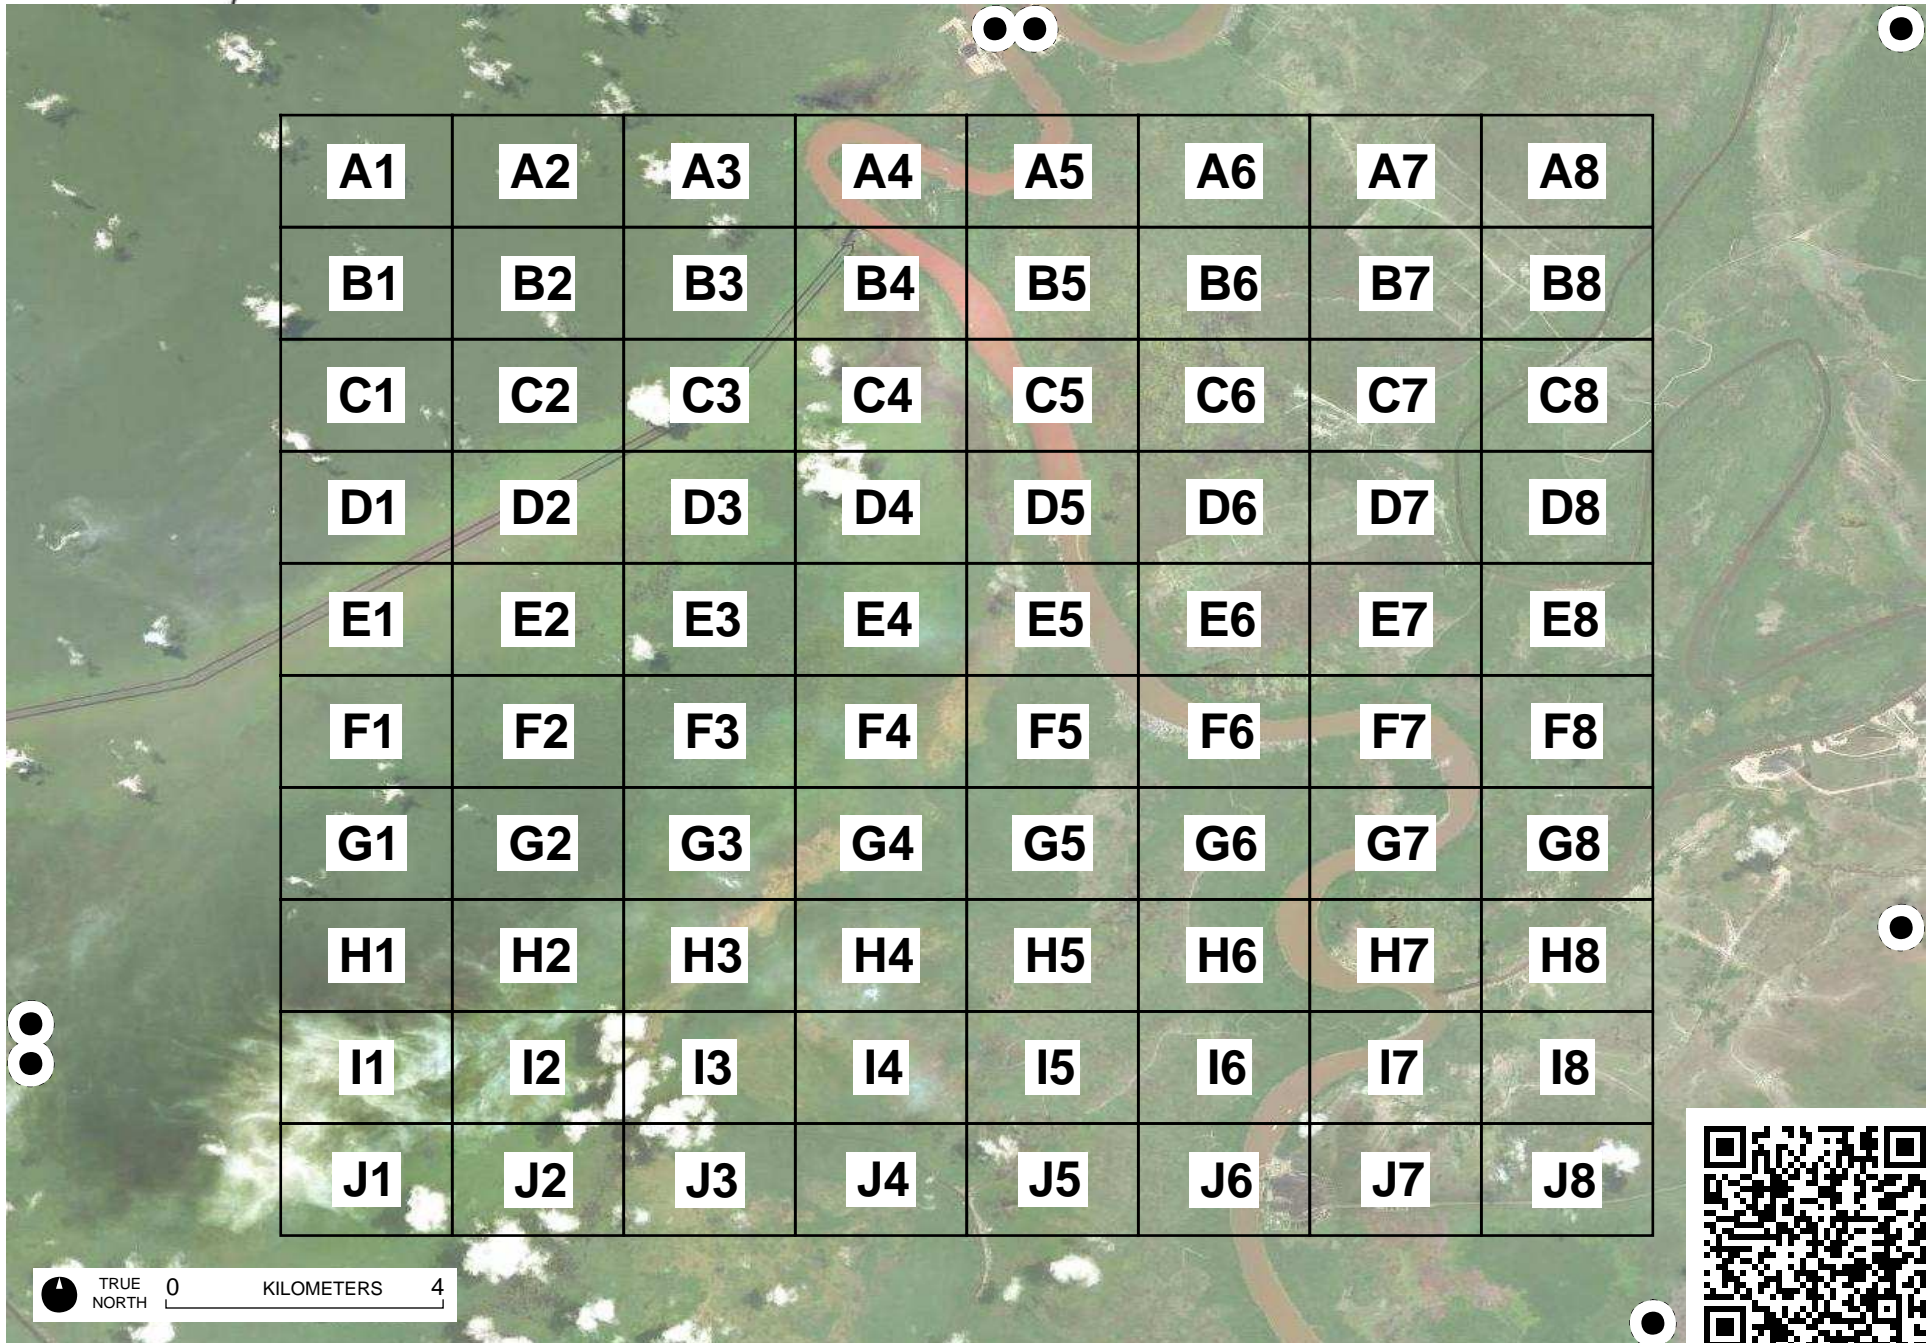 A1 A2 A3 A4 A5 A6 A7 A8
B1 B2 B3 B4 B5 B6 B7 B8
C1 C2 C3 C4 C5 C6 C7 C8
D1 D2 D3 D4 D5 D6 D7 D8
E1 E2 E3 E4 E5 E6 E7 E8
F1 F2 F3 F4 F5 F6 F7 F8
G1 G2 G3 G4 G5 G6 G7 G8
H1 H2 H3 H4 H5 H6 H7 H8
I1 I2 I3 I4 I5 I6 I7 I8
J1 J2 J3 J4 J5 J6 J7 J8
TRUE NORTH 0 KILOMETERS 4